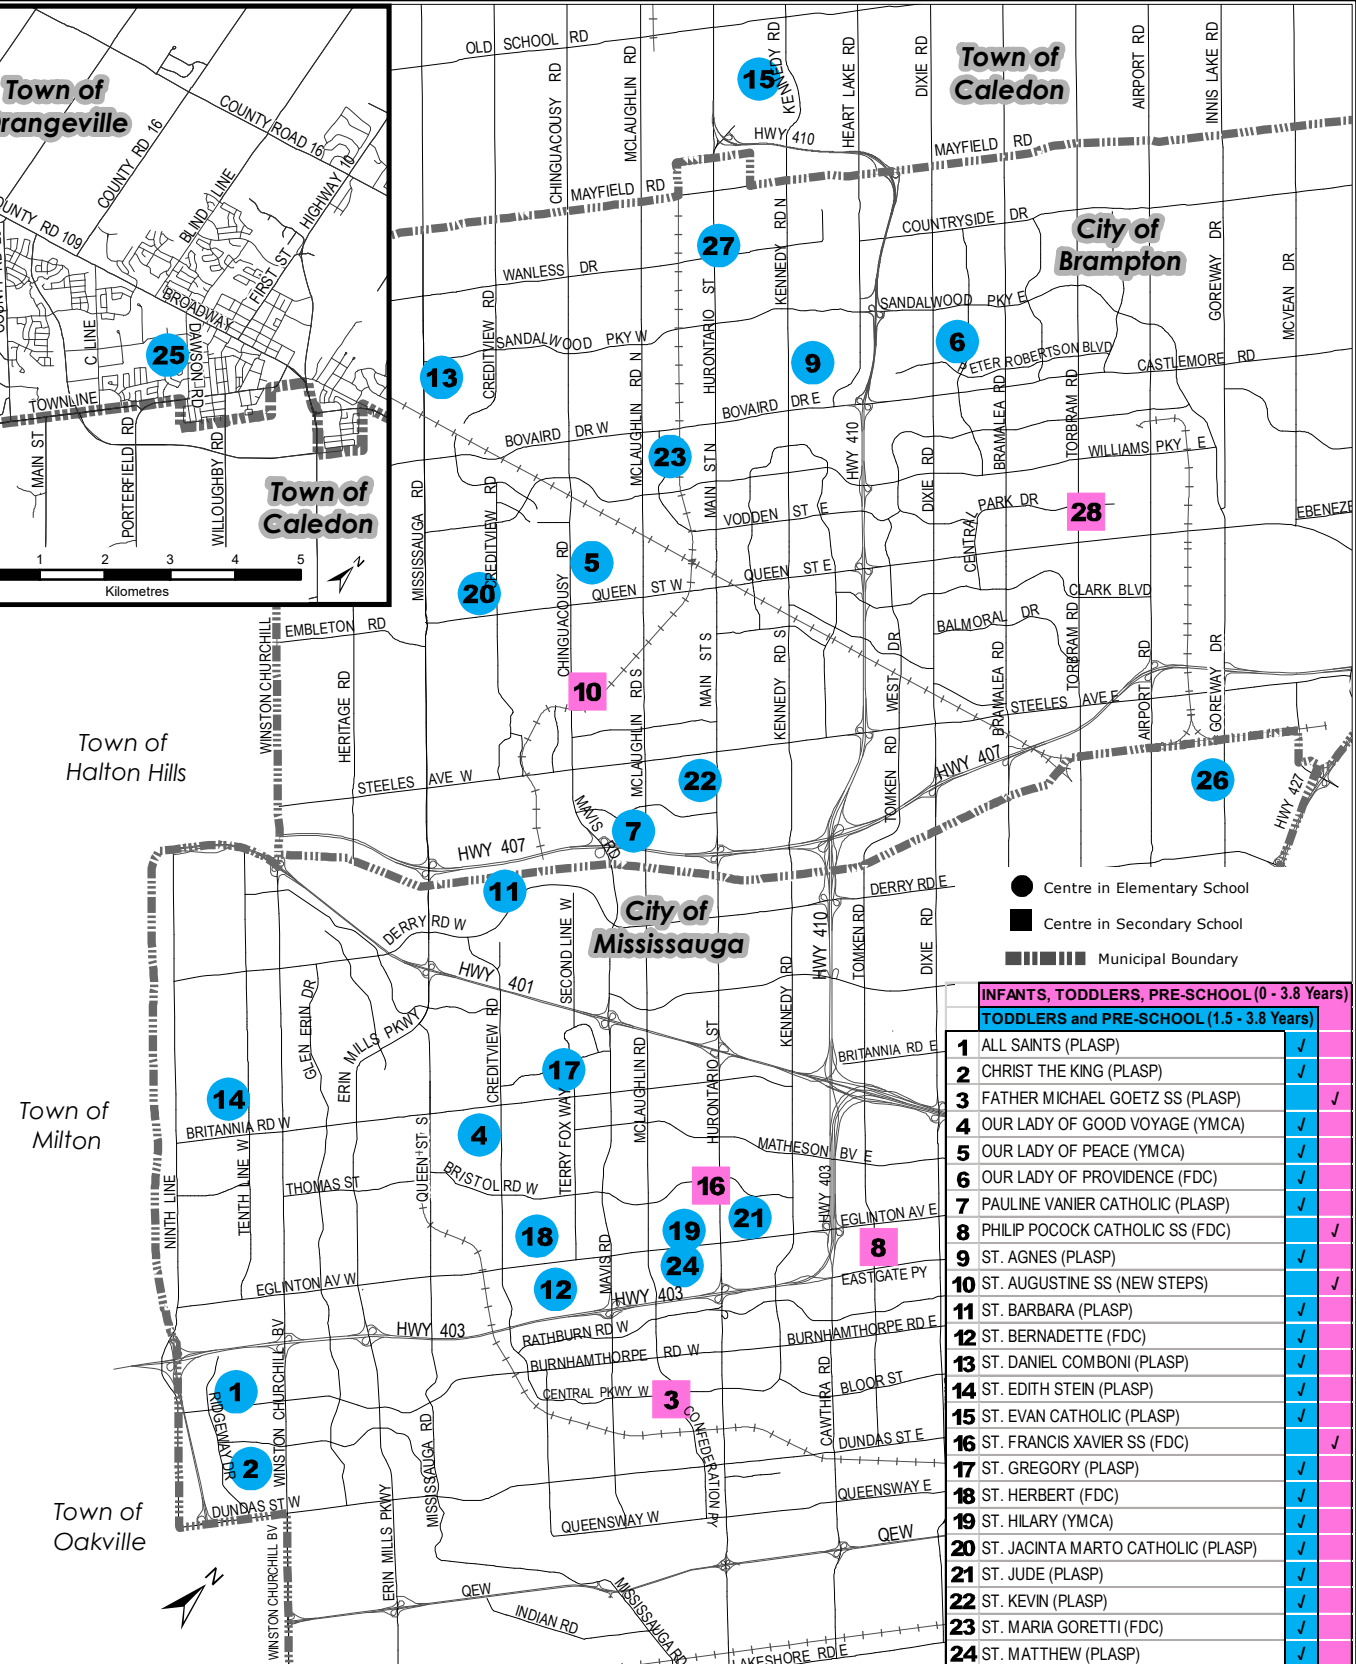 OLD SCHOOL RD
CHINGUACOUSY RD
MCLAUGHLIN RD
15
KENNEDY RD
HEART LAKE RD
DIXIE RD
Town of
Caledon
AIRPORT RD
INNIS LAKE RD
HWY 410
MAYFIELD RD
MAYFIELD RD
Town of
rangeville
COUNTY ROAD 16
COUNTY RD 16
BLIND LINE
HIGHWAY 10
OUNTY RD 109
FIRST ST
BROADWAY
C LINE
DAWSON RD
25
TOWNLINE
MAIN ST
PORTERFIELD RD
WILLOUGHBY RD
Town of
Caledon
1 2 3 4 5
Kilometres
N
27
KENNEDY RD N
COUNTRYSIDE DR
City of
Brampton
GOREWAY DR
MCVEAN DR
WANLESS DR
HURONTARIO ST
CREDITVIEW RD
SANDALWOOD PKY W
SANDALWOOD PKY E
13
9
6
ETER ROBERTSON BLVD
CASTLEMORE RD
MCLAUGHLIN RD N
BOVAIRD DR E
BOVAIRD DR W
23
MAIN ST N
HWY 410
DIXIE RD
BRAMALEA RD
TORBRAM RD
WILLIAMS PKY E
MISSISSAUGA RD
CREDITVIEW RD
VODDEN ST E
CENTRAL PARK DR
28
EBENEZE
5
20
CHINGUACOUSY RD
QUEEN ST W
QUEEN ST E
CLARK BLVD
BALMORAL DR
EMBLETON RD
WINSTON CHURCHILL
HERITAGE RD
10
MCLAUGHLIN RD S
MAIN ST S
KENNEDY RD S
WEST DR
BRAMALEA RD
TORBRAM RD
AIRPORT RD
GOREWAY DR
STEELES AVE E
Town of
Halton Hills
STEELES AVE W
22
TOMKEN RD
HWY 407
26
HWY 427
MAVIS RD
7
HWY 407
11
City of
Mississauga
DERRY RD E
DERRY RD W
SECOND LINE W
HWY 410
TOMKEN RD
DIXIE RD
HWY 401
GLEN ERIN DR
ERIN MILLS PKWY
CREDITVIEW RD
KENNEDY RD
MCLAUGHLIN RD
HURONTARIO ST
BRITANNIA RD E
17
TERRY FOX WAY
Town of
Milton
14
BRITANNIA RD W
4
MATHESON BV E
NINTH LINE
TENTH LINE W
THOMAS ST
QUEEN ST S
BRISTOL RD W
16
HWY 403
18
19
21
EGLINTON AV E
8
24
12
MAVIS RD
EASTGATE PY
EGLINTON AV W
HWY 403
HWY 403
RATHBURN RD W
BURNHAMTHORPE RD E
BURNHAMTHORPE RD W
1
RIDGEWAY DR
WINSTON CHURCHILL BV
CENTRAL PKWY W
3
CONFEDERATION PY
CAWTHRA RD
BLOOR ST
MISSISSAUGA RD
DUNDAS ST E
2
DUNDAS ST W
QUEENSWAY E
QUEENSWAY W
Town of
Oakville
WINSTON CHURCHILL BV
ERIN MILLS PKWY
QEW
QEW
INDIAN RD
MISSISSAUGA RD
LAKESHORE RD E
N
Centre in Elementary School
Centre in Secondary School
Municipal Boundary
INFANTS, TODDLERS, PRE-SCHOOL (0 - 3.8 Years)
TODDLERS and PRE-SCHOOL (1.5 - 3.8 Years)
1 ALL SAINTS (PLASP) √
2 CHRIST THE KING (PLASP) √
3 FATHER MICHAEL GOETZ SS (PLASP) √
4 OUR LADY OF GOOD VOYAGE (YMCA) √
5 OUR LADY OF PEACE (YMCA) √
6 OUR LADY OF PROVIDENCE (FDC) √
7 PAULINE VANIER CATHOLIC (PLASP) √
8 PHILIP POCOCK CATHOLIC SS (FDC) √
9 ST. AGNES (PLASP) √
10 ST. AUGUSTINE SS (NEW STEPS) √
11 ST. BARBARA (PLASP) √
12 ST. BERNADETTE (FDC) √
13 ST. DANIEL COMBONI (PLASP) √
14 ST. EDITH STEIN (PLASP) √
15 ST. EVAN CATHOLIC (PLASP) √
16 ST. FRANCIS XAVIER SS (FDC) √
17 ST. GREGORY (PLASP) √
18 ST. HERBERT (FDC) √
19 ST. HILARY (YMCA) √
20 ST. JACINTA MARTO CATHOLIC (PLASP) √
21 ST. JUDE (PLASP) √
22 ST. KEVIN (PLASP) √
23 ST. MARIA GORETTI (FDC) √
24 ST. MATTHEW (PLASP) √